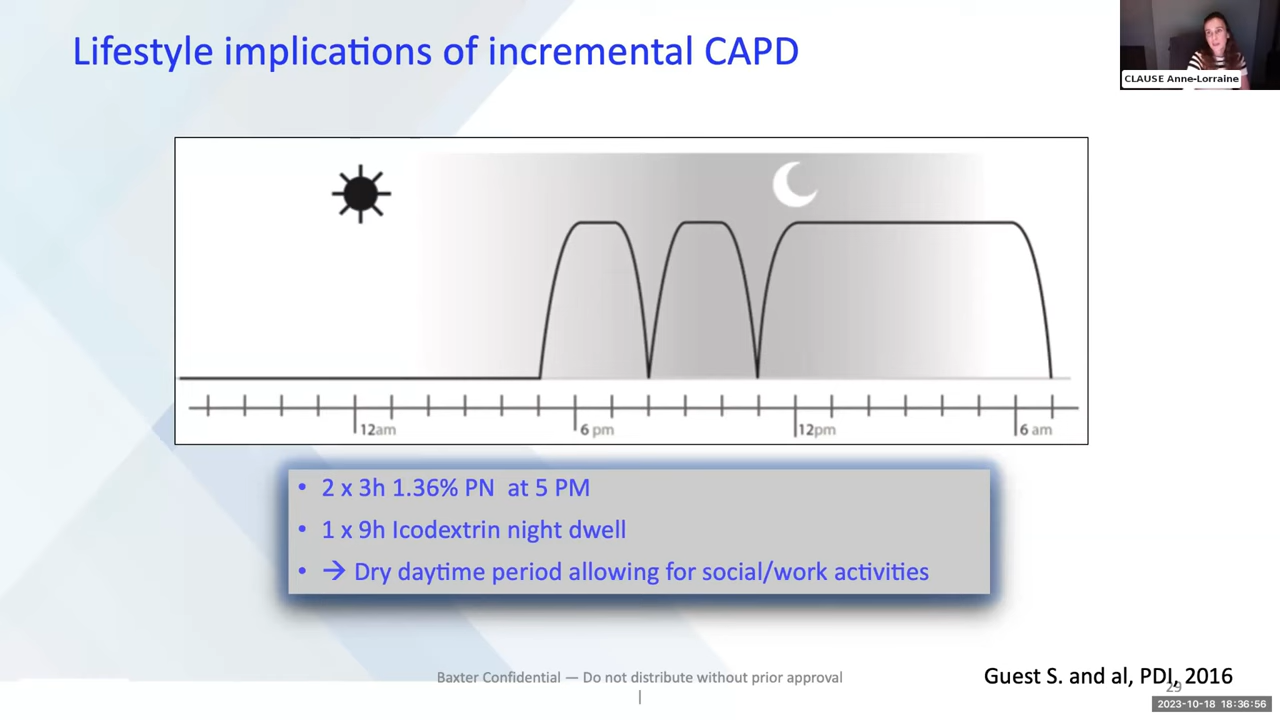 Lifestyle implications of incremental CAPD
CLAUSE Anne-Lorraine
12am
6 pm
12pm
6 am
• 2 x 3h 1.36% PN at 5 PM
• 1 x 9h Icodextrin night dwell
• → Dry daytime period allowing for social/work activities
Baxter Confidential — Do not distribute without prior approval
|
Guest S. and al, PDI, 2016
29
2023-10-18 18:36:56